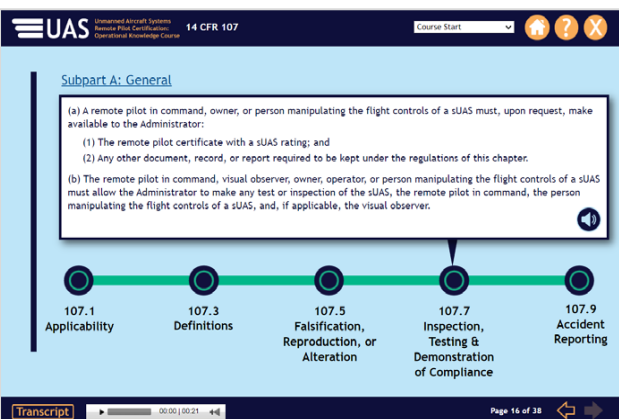 UAS
Unmanned Aircraft Systems
Remote Pilot Certification:
Operational Knowledge Course
14 CFR 107
Course Start
?
X
Subpart A: General
(a) A remote pilot in command, owner, or person manipulating the flight controls of a sUAS must, upon request, make
available to the Administrator:
(1) The remote pilot certificate with a sUAS rating; and
(2) Any other document, record, or report required to be kept under the regulations of this chapter.
(b) The remote pilot in command, visual observer, owner, operator, or person manipulating the flight controls of a sUAS
must allow the Administrator to make any test or inspection of the sUAS, the remote pilot in command, the person
manipulating the flight controls of a sUAS, and, if applicable, the visual observer.
107.1
Applicability
107.3
Definitions
107.5
Falsification,
Reproduction, or
Alteration
107.7
Inspection,
Testing &
Demonstration
of Compliance
107.9
Accident
Reporting
Transcript
00:00 | 00:21
Page 16 of 38